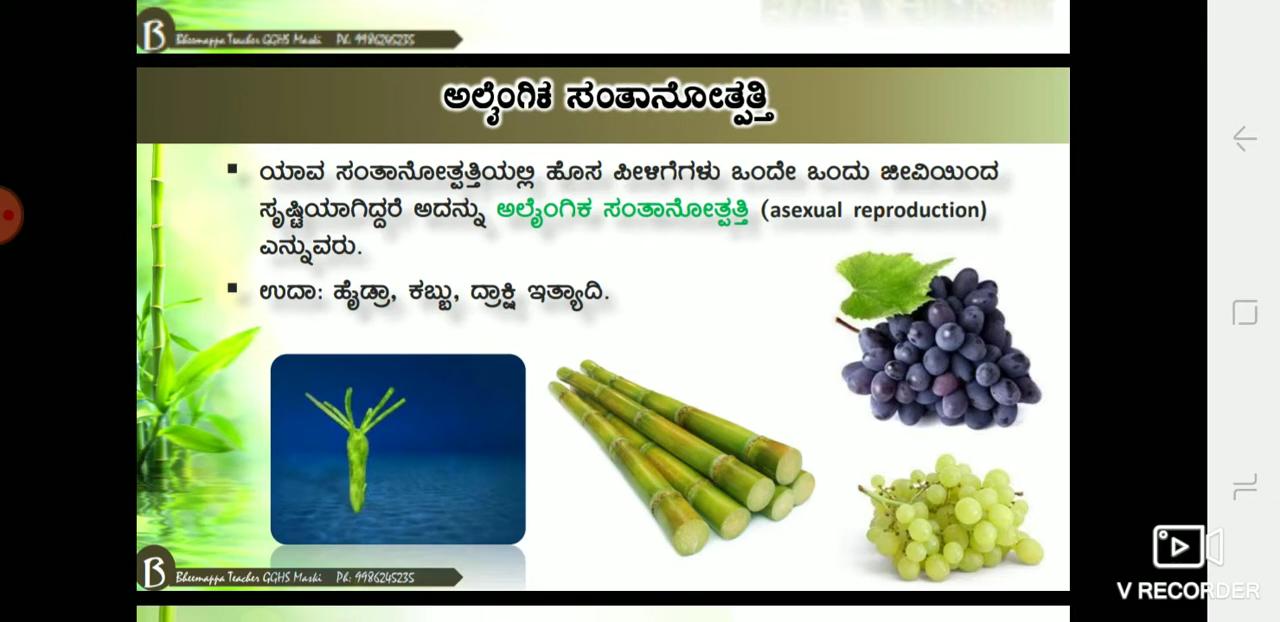 B Bheemappa Teacher GGHS Maski Ph: 9986245235
ಅಲೈಂಗಿಕ ಸಂತಾನೋತ್ಪತ್ತಿ
▪ ಯಾವ ಸಂತಾನೋತ್ಪತ್ತಿಯಲ್ಲಿ ಹೊಸ ಪೀಳಿಗೆಗಳು ಒಂದೇ ಒಂದು ಜೀವಿಯಿಂದ
ಸೃಷ್ಟಿಯಾಗಿದ್ದರೆ ಅದನ್ನು ಅಲೈಂಗಿಕ ಸಂತಾನೋತ್ಪತ್ತಿ (asexual reproduction)
ಎನ್ನುವರು.
▪ ಉದಾ: ಹೈಡ್ರಾ, ಕಬ್ಬು, ದ್ರಾಕ್ಷಿ ಇತ್ಯಾದಿ.
B Bheemappa Teacher GGHS Maski Ph: 9986245235
V RECORDER